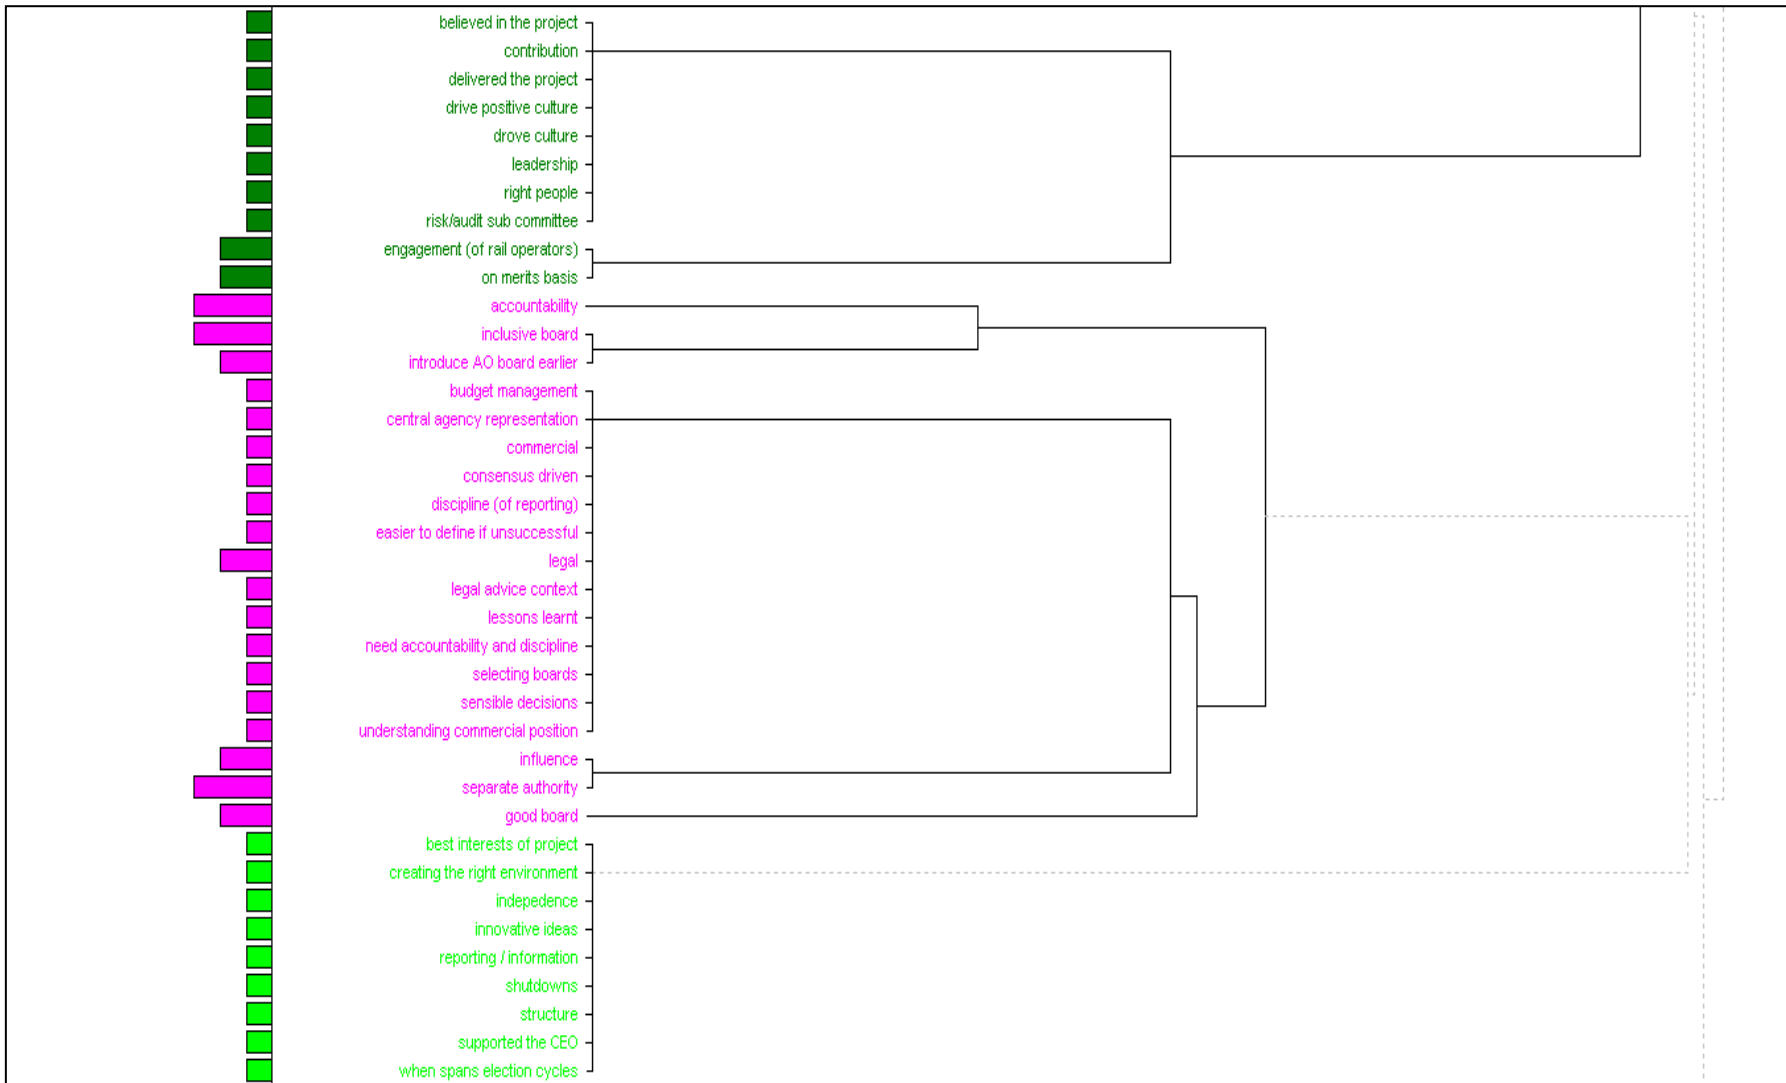 believed in the project
contribution
delivered the project
drive positive culture
drove culture
leadership
right people
risk/audit sub committee
engagement (of rail operators)
on merits basis
accountability
inclusive board
introduce AO board earlier
budget management
central agency representation
commercial
consensus driven
discipline (of reporting)
easier to define if unsuccessful
legal
legal advice context
lessons learnt
need accountability and discipline
selecting boards
sensible decisions
understanding commercial position
influence
separate authority
good board
best interests of project
creating the right environment
indepedence
innovative ideas
reporting / information
shutdowns
structure
supported the CEO
when spans election cycles